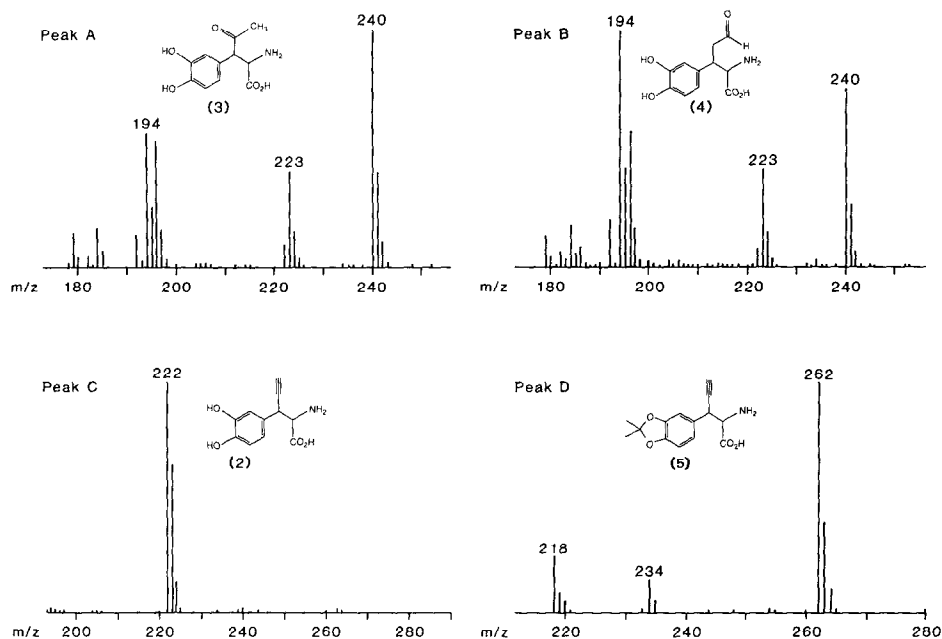 Peak A
O
CH₃
HO
NH₂
HO
CO₂H
(3)
194
223
240
m/z
180
200
220
240
Peak B
O
H
HO
NH₂
HO
CO₂H
(4)
194
223
240
m/z
180
200
220
240
Peak C
222
HO
NH₂
HO
CO₂H
(2)
m/z
200
220
240
260
280
Peak D
O
NH₂
O
CO₂H
(5)
218
234
262
m/z
220
240
260
280